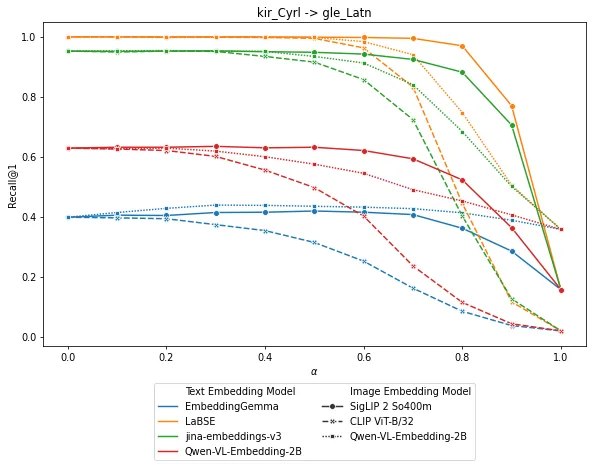 kir_Cyrl -> gle_Latn
Recall@1
1.0
0.8
0.6
0.4
0.2
0.0
0.0 0.2 0.4 0.6 0.8 1.0
α
Text Embedding Model
EmbeddingGemma
LaBSE
jina-embeddings-v3
Qwen-VL-Embedding-2B
Image Embedding Model
SigLIP 2 So400m
CLIP ViT-B/32
Qwen-VL-Embedding-2B